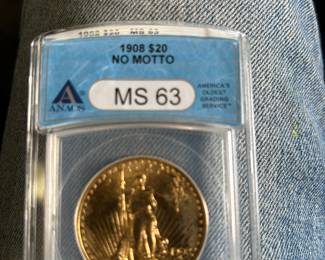 1908 $20 MS 63
1908 $20
NO MOTTO
ANACS
MS 63
AMERICA'S
OLDEST
GRADING
SERVICE